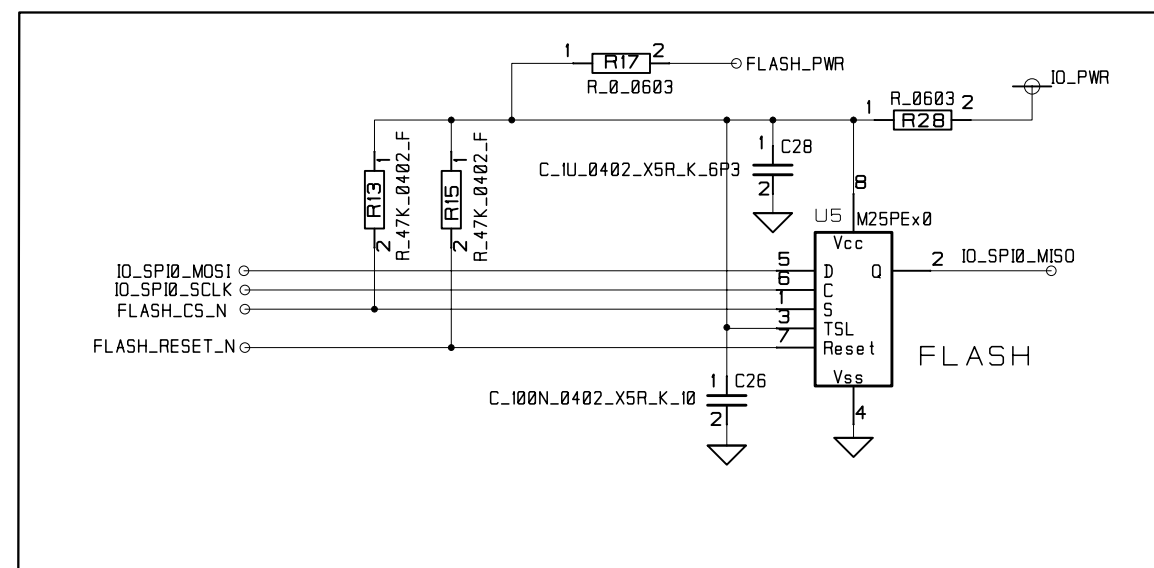 1 R17 2 FLASH_PWR
R_0_0603
IO_PWR
R_0603
1 R28 2
1 R13 2
R_47K_0402_F
1 R15 2
R_47K_0402_F
1 C28
C_1U_0402_X5R_K_6P3
2
8
U5 M25PEx0
Vcc
IO_SPI0_MOSI 5 D Q 2 IO_SPI0_MISO
IO_SPI0_SCLK 6 C
FLASH_CS_N 1 S
3 TSL
FLASH_RESET_N 7 Reset
FLASH
Vss
4
1 C26
C_100N_0402_X5R_K_10
2